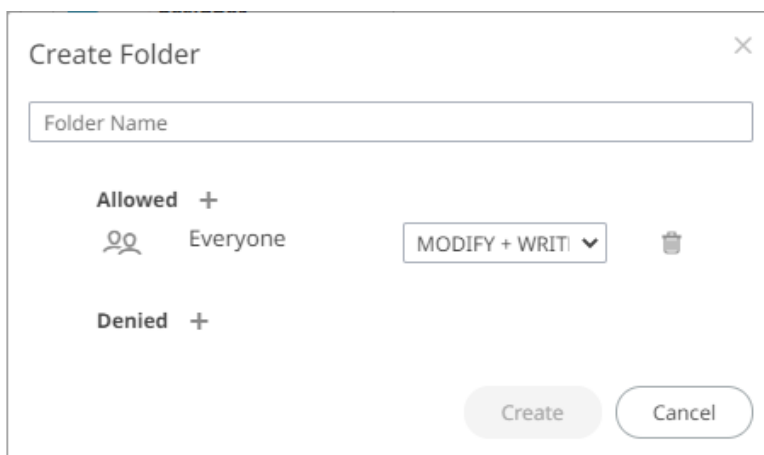 Create Folder
Folder Name
Allowed +
Everyone MODIFY + WRIT
Denied +
Create Cancel